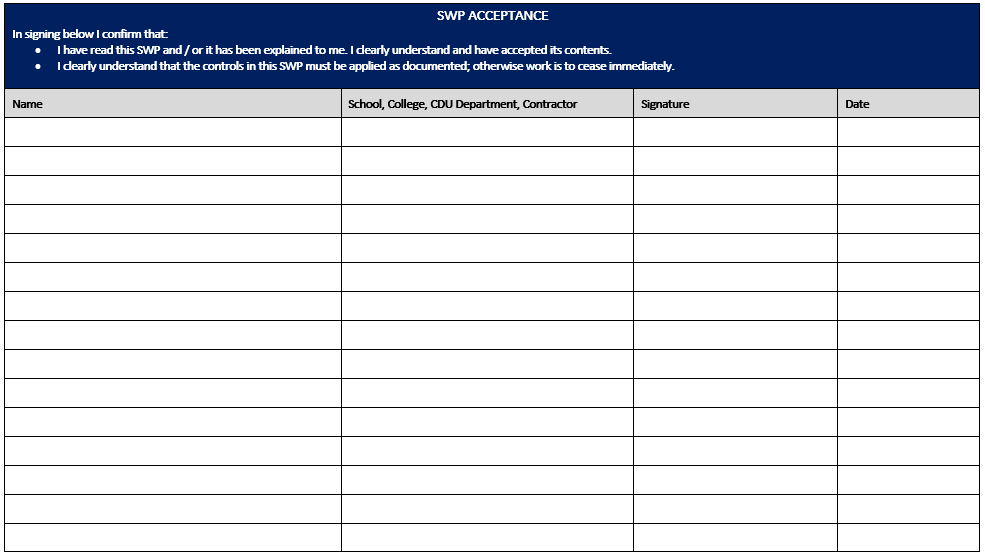 SWP ACCEPTANCE
In signing below I confirm that:
• I have read this SWP and / or it has been explained to me. I clearly understand and have accepted its contents.
• I clearly understand that the controls in this SWP must be applied as documented; otherwise work is to cease immediately.
Name School, College, CDU Department, Contractor Signature Date